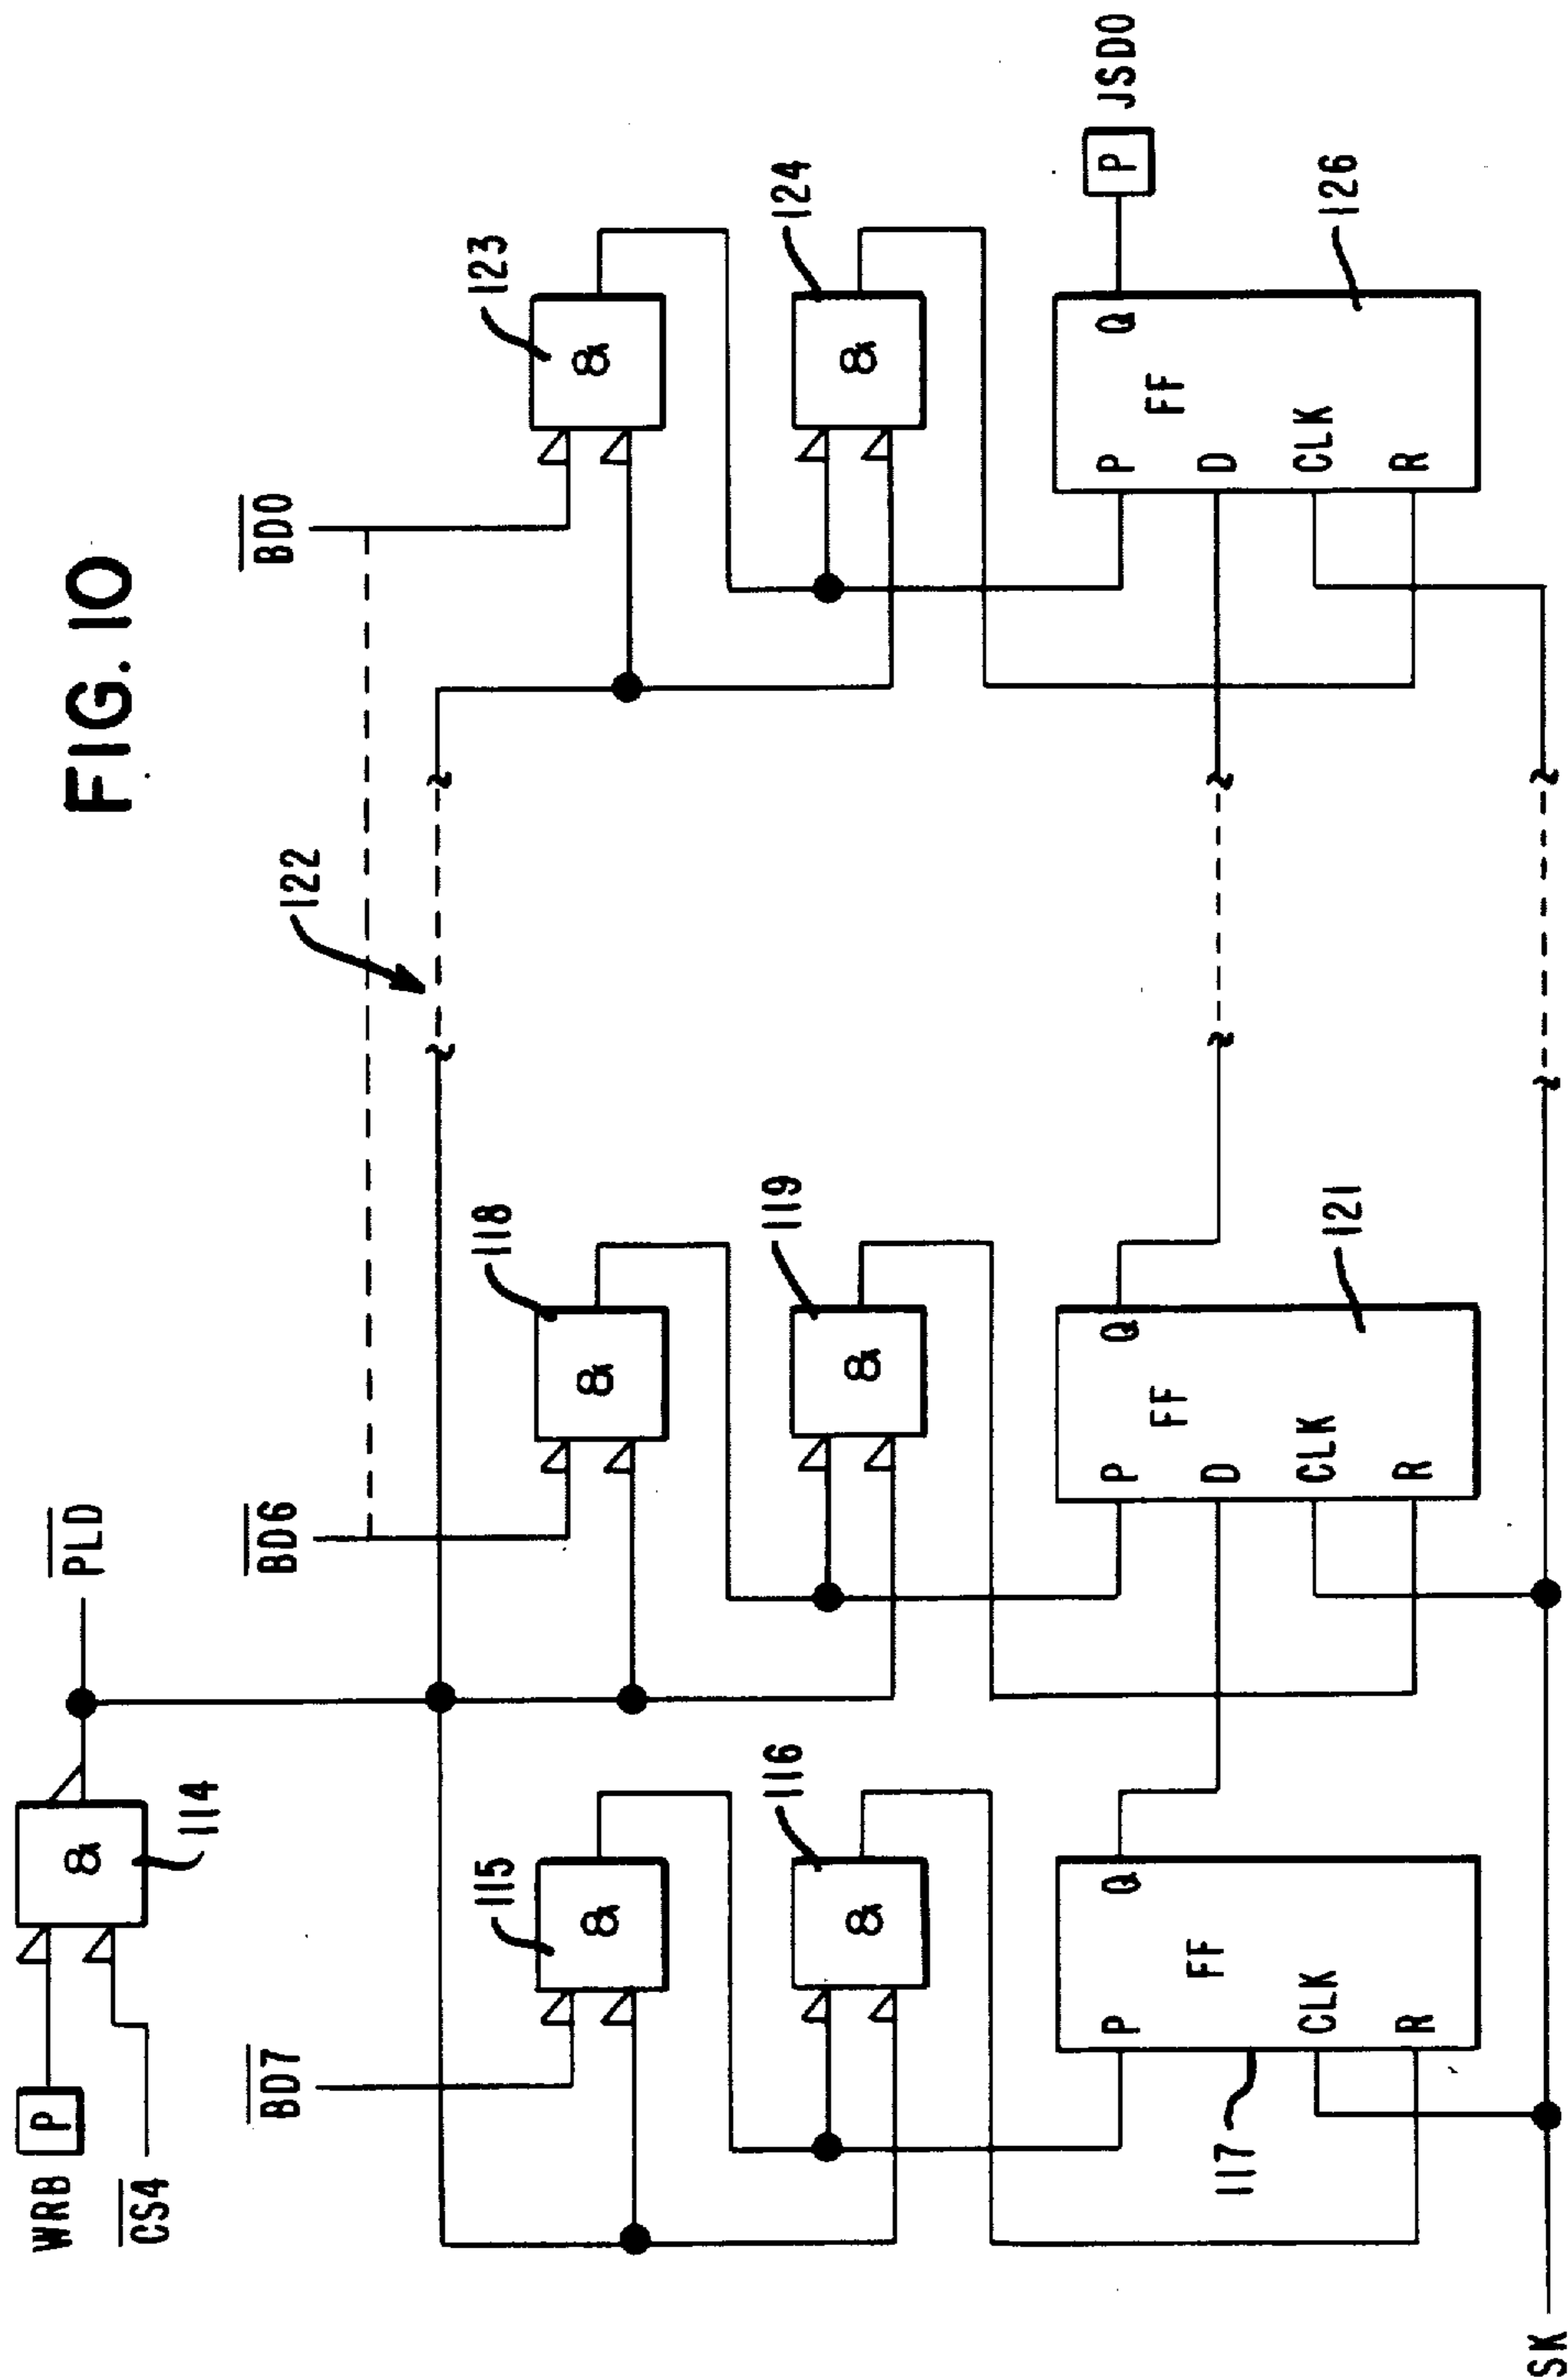 FIG. 10
WRB P
CS4
&
114
PLD
BD7
BD6
BD0
122
115
&
118
&
123
&
116
&
119
&
124
&
117
P
Q
FF
CLK
R
121
P
Q
FF
D
CLK
R
126
P
Q
FF
D
CLK
R
P JSD0
SK